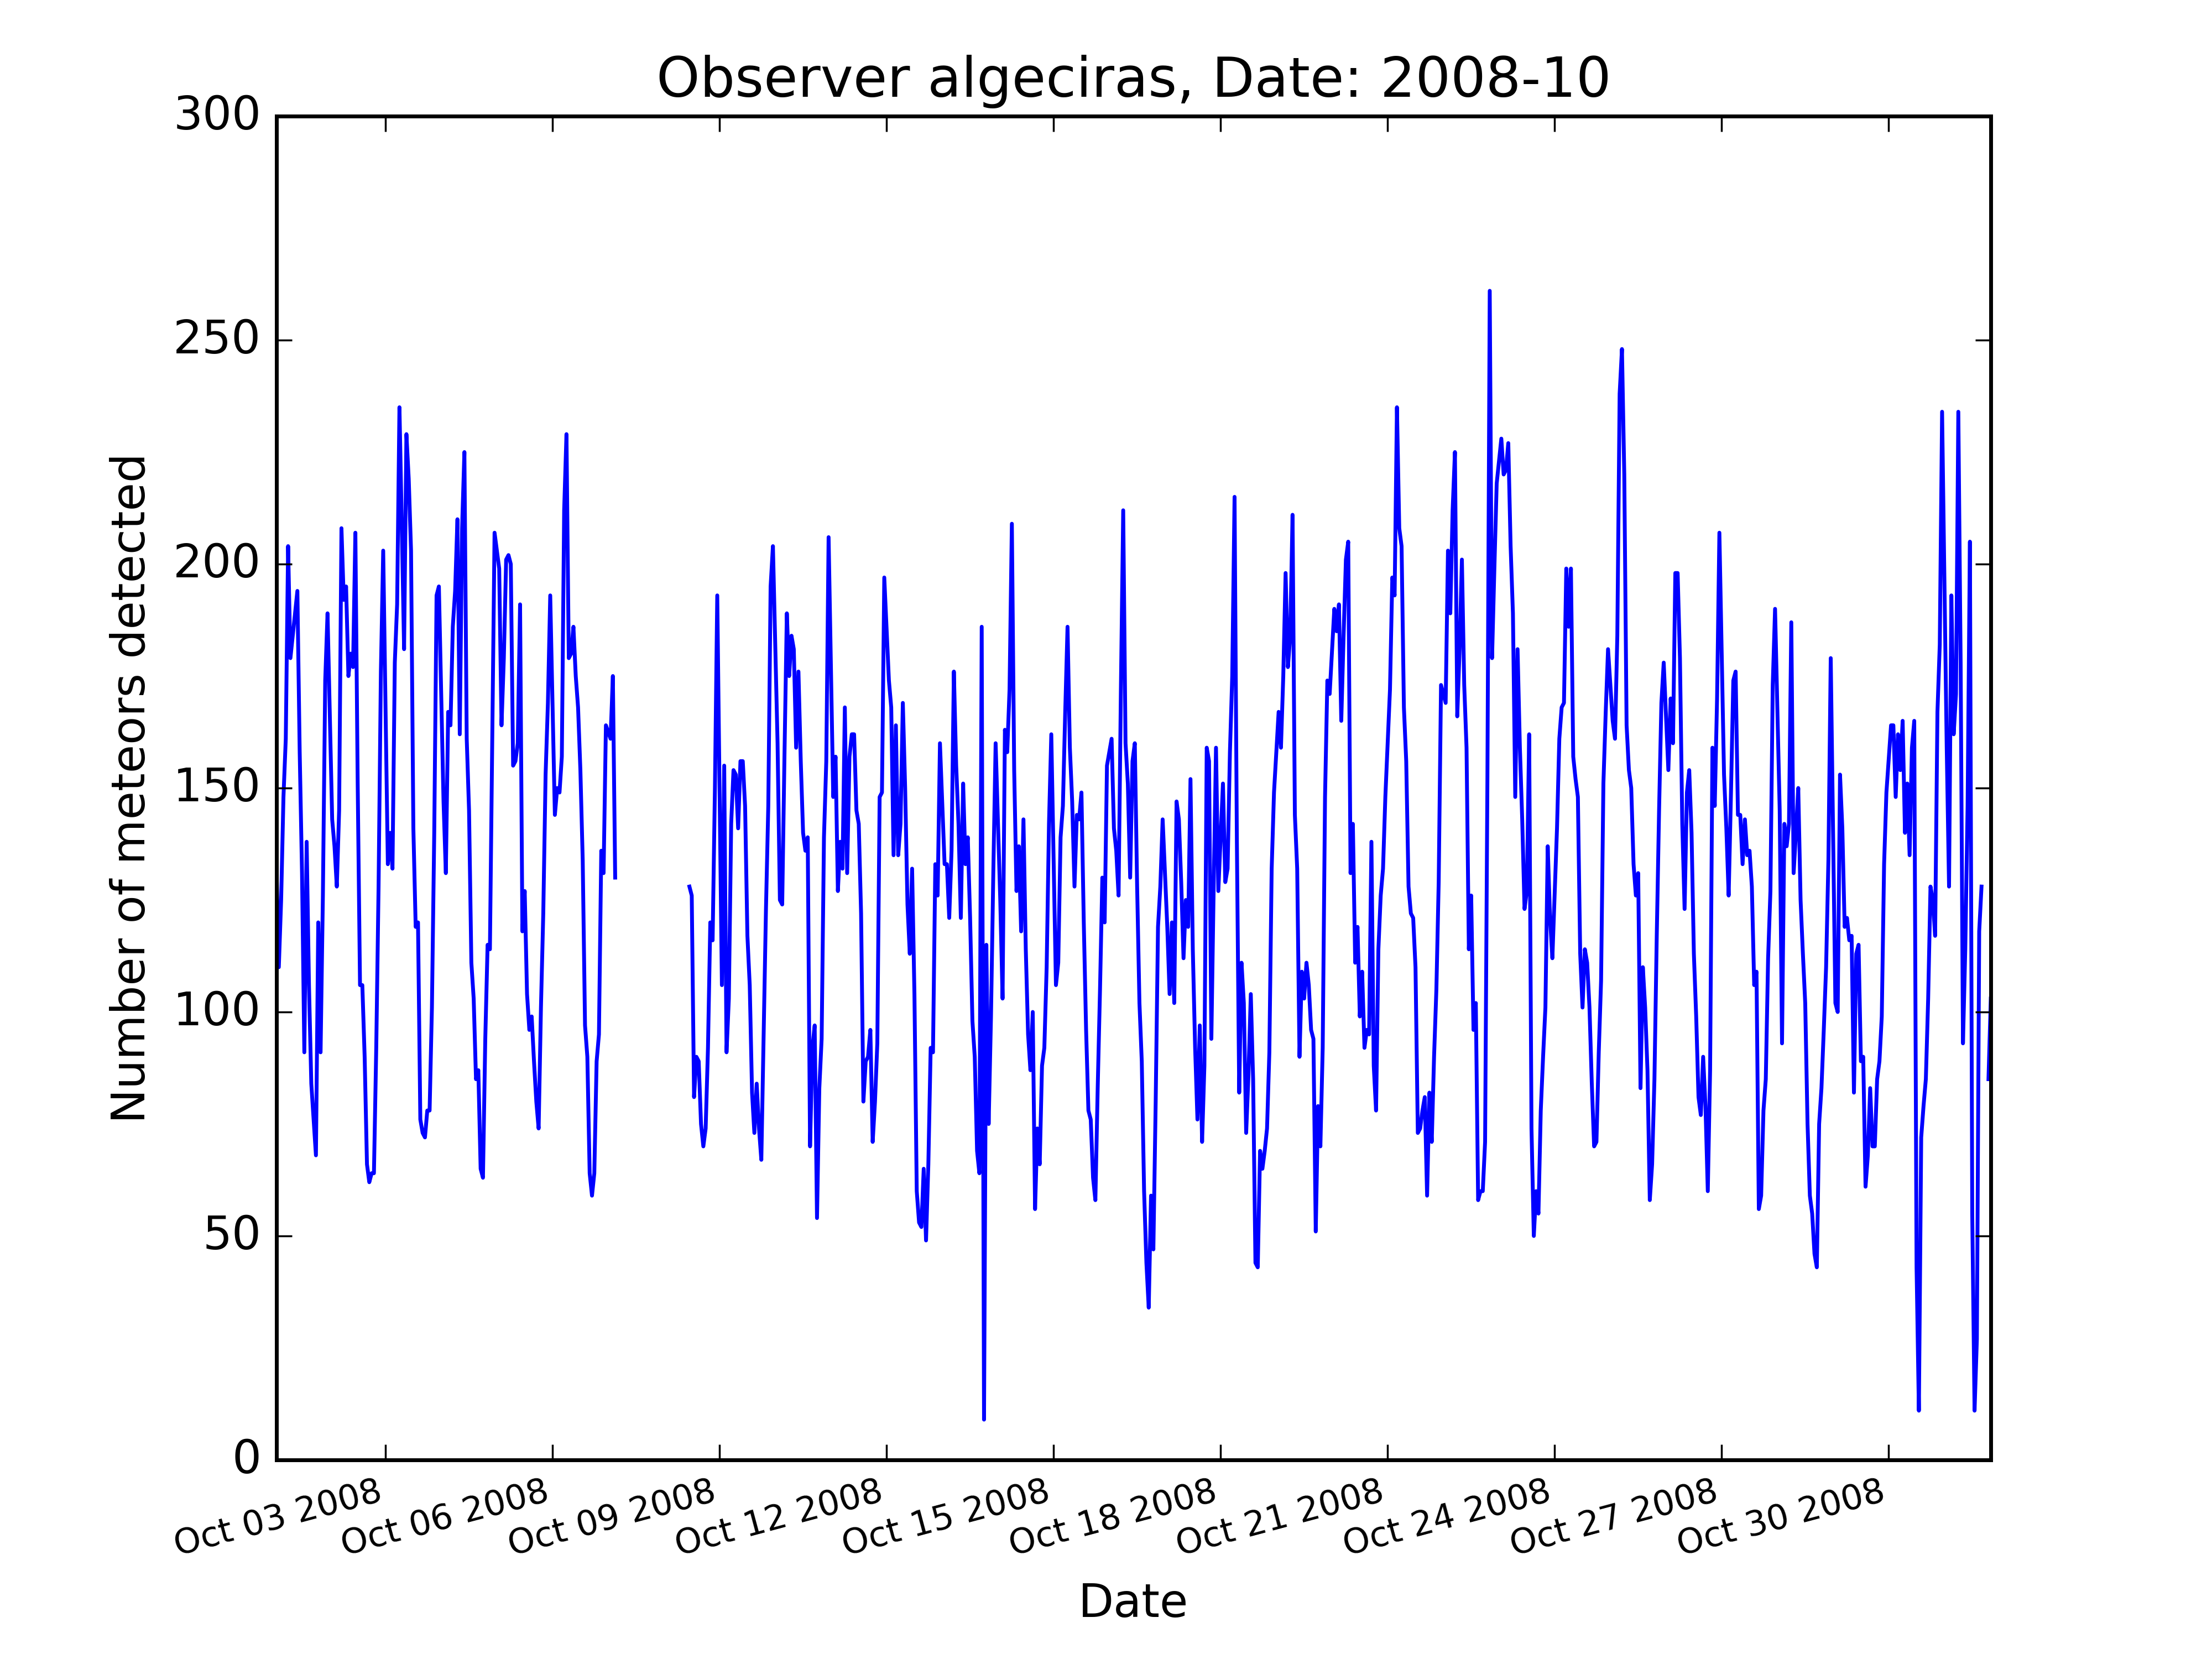 Observer algeciras, Date: 2008-10
300
250
200
150
100
50
0
Number of meteors detected
Oct 03 2008
Oct 06 2008
Oct 09 2008
Oct 12 2008
Oct 15 2008
Oct 18 2008
Oct 21 2008
Oct 24 2008
Oct 27 2008
Oct 30 2008
Date